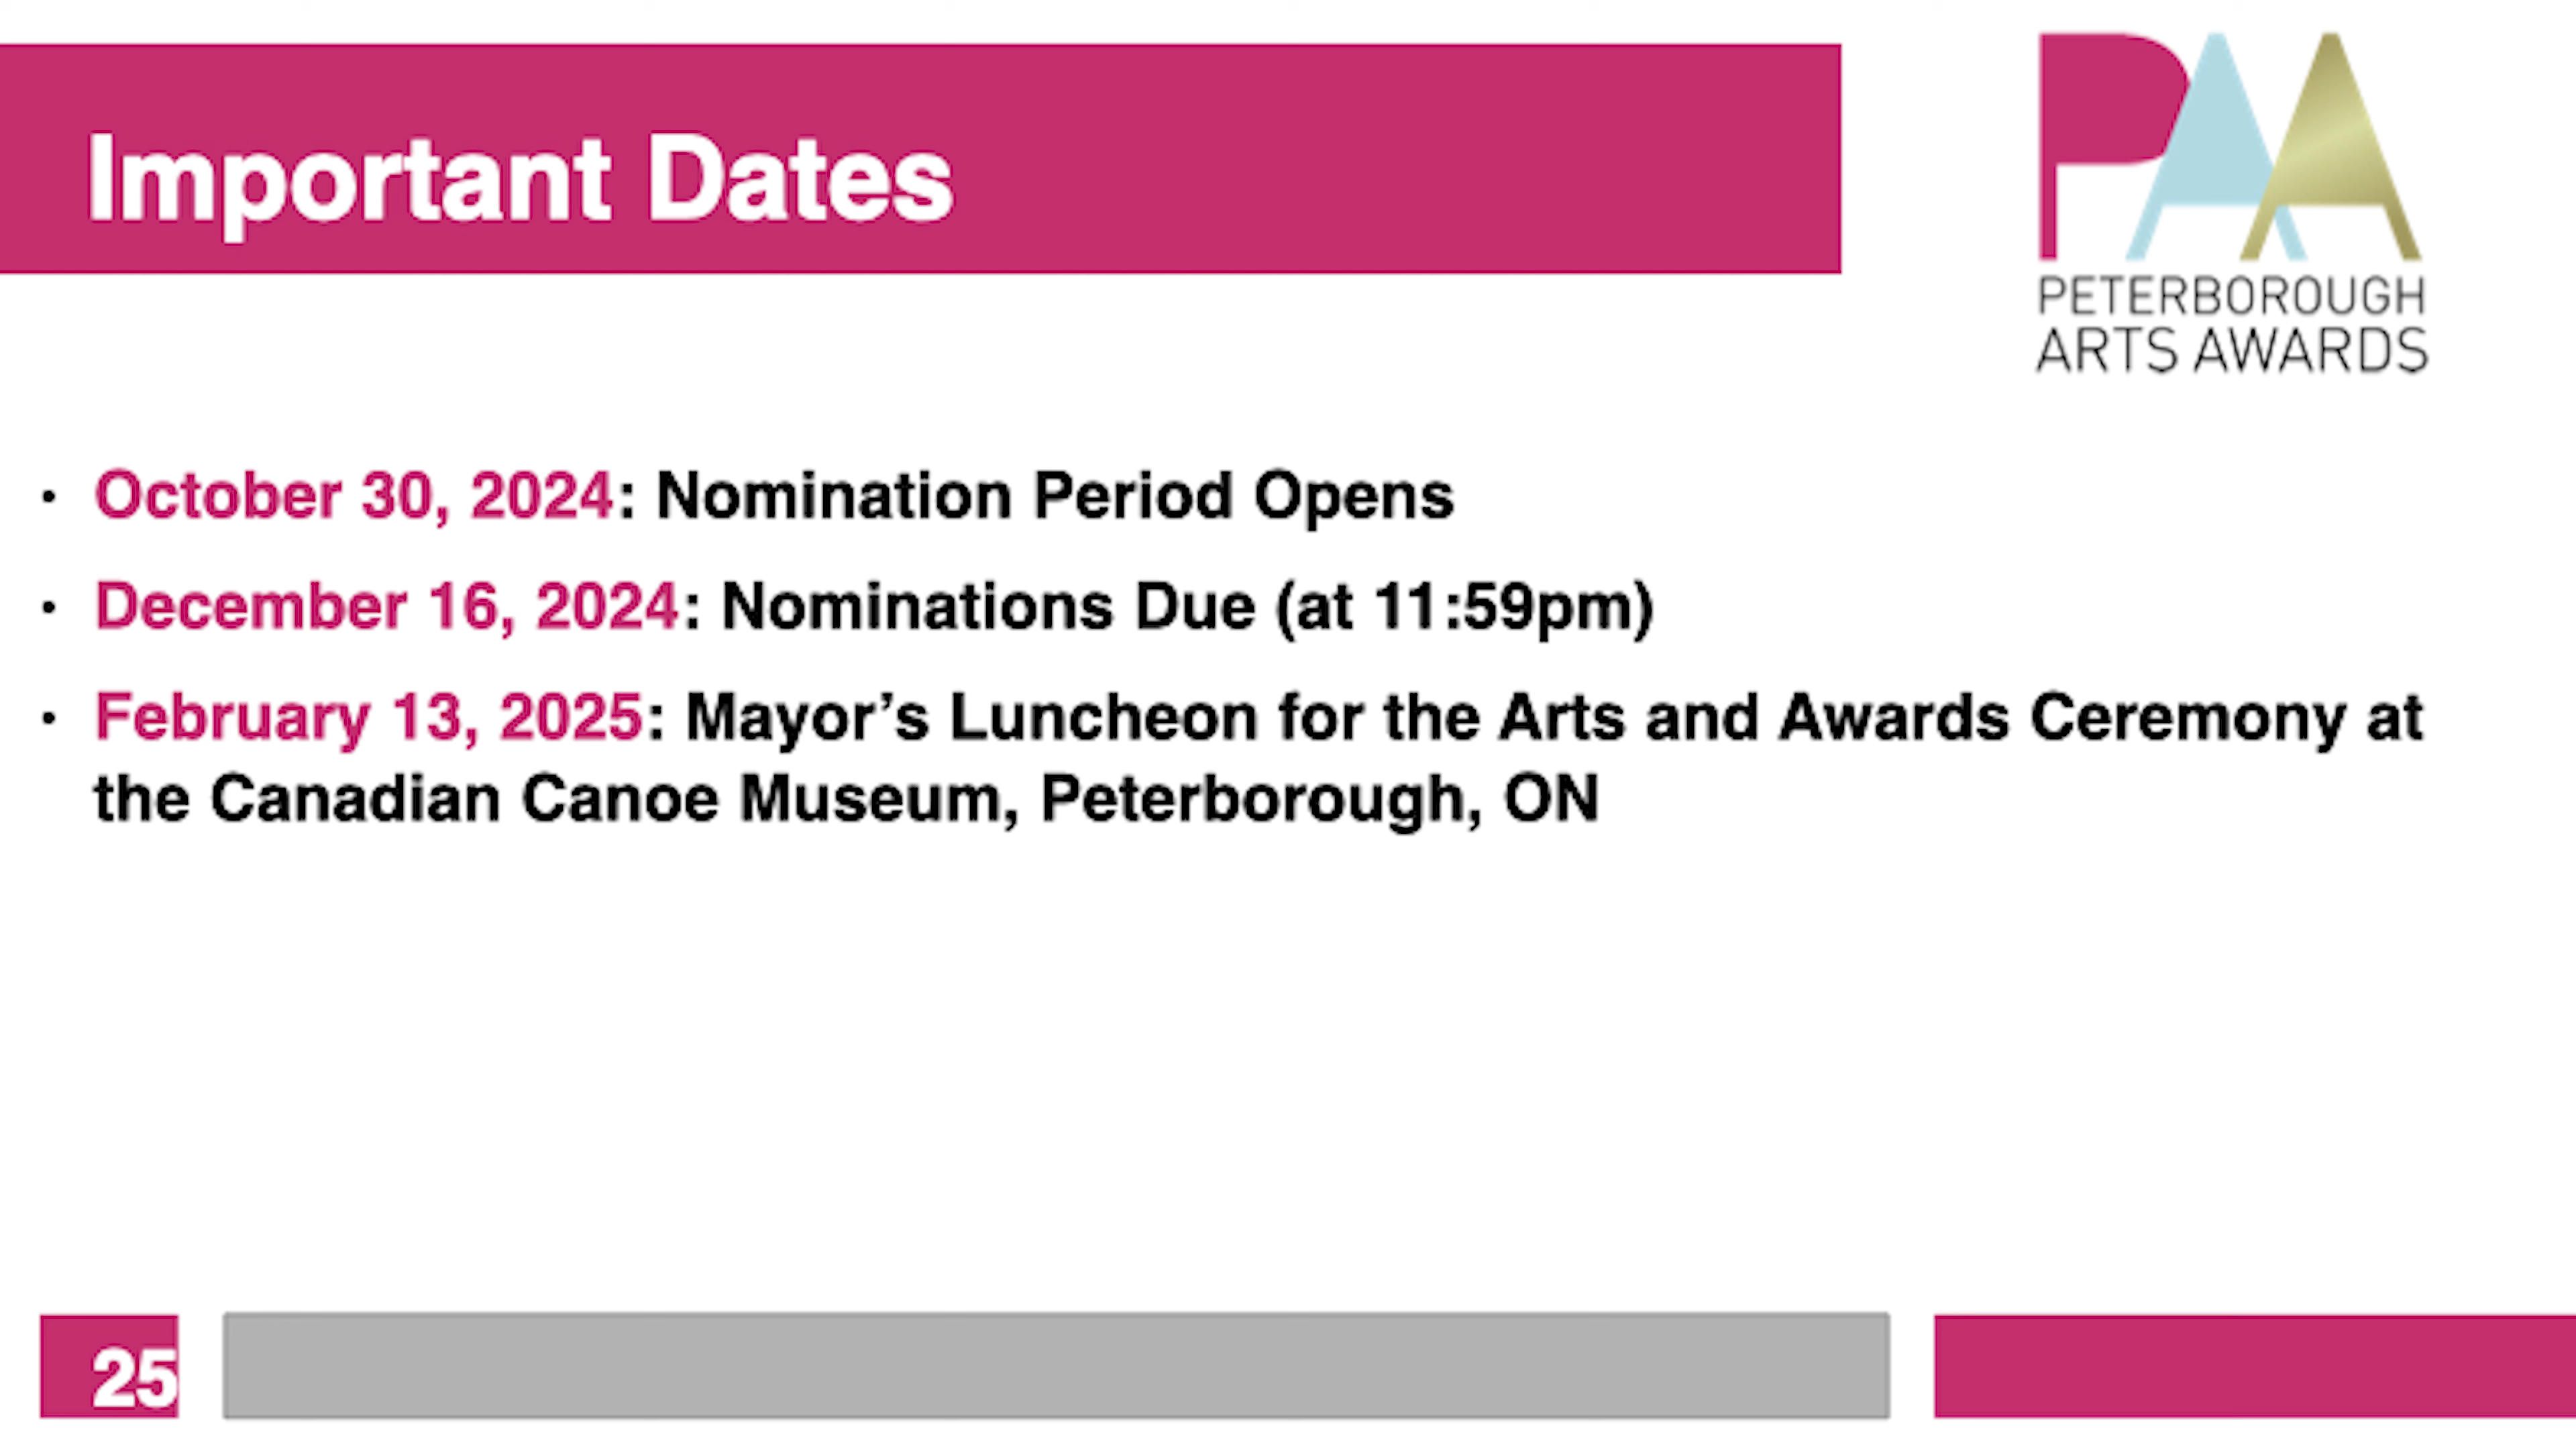 Important Dates
PAA
PETERBOROUGH
ARTS AWARDS
· October 30, 2024: Nomination Period Opens
· December 16, 2024: Nominations Due (at 11:59pm)
· February 13, 2025: Mayor’s Luncheon for the Arts and Awards Ceremony at
the Canadian Canoe Museum, Peterborough, ON
25